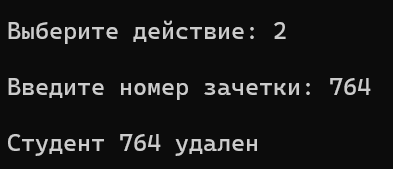 Выберите действие: 2
Введите номер зачетки: 764
Студент 764 удален